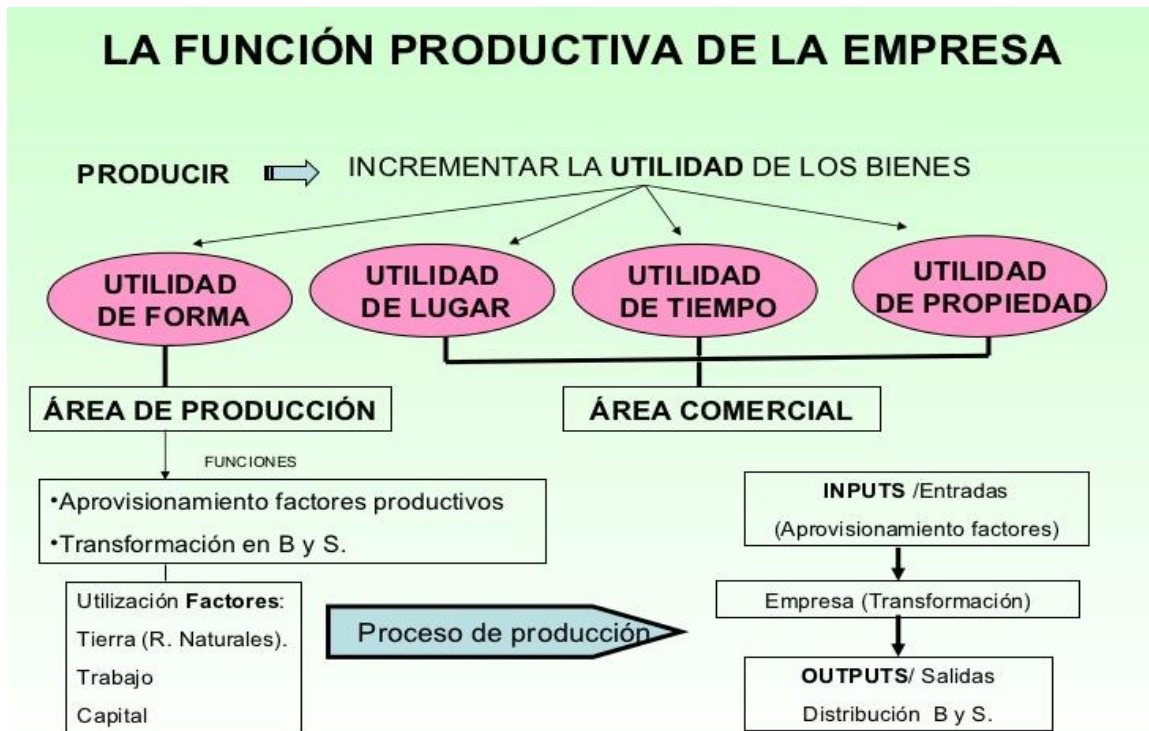 LA FUNCIÓN PRODUCTIVA DE LA EMPRESA
PRODUCIR
INCREMENTAR LA UTILIDAD DE LOS BIENES
UTILIDAD
DE FORMA
UTILIDAD
DE LUGAR
UTILIDAD
DE TIEMPO
UTILIDAD
DE PROPIEDAD
ÁREA DE PRODUCCIÓN
ÁREA COMERCIAL
FUNCIONES
•Aprovisionamiento factores productivos
•Transformación en B y S.
Utilización Factores:
Tierra (R. Naturales).
Trabajo
Capital
Proceso de producción
INPUTS /Entradas
(Aprovisionamiento factores)
Empresa (Transformación)
OUTPUTS/ Salidas
Distribución B y S.